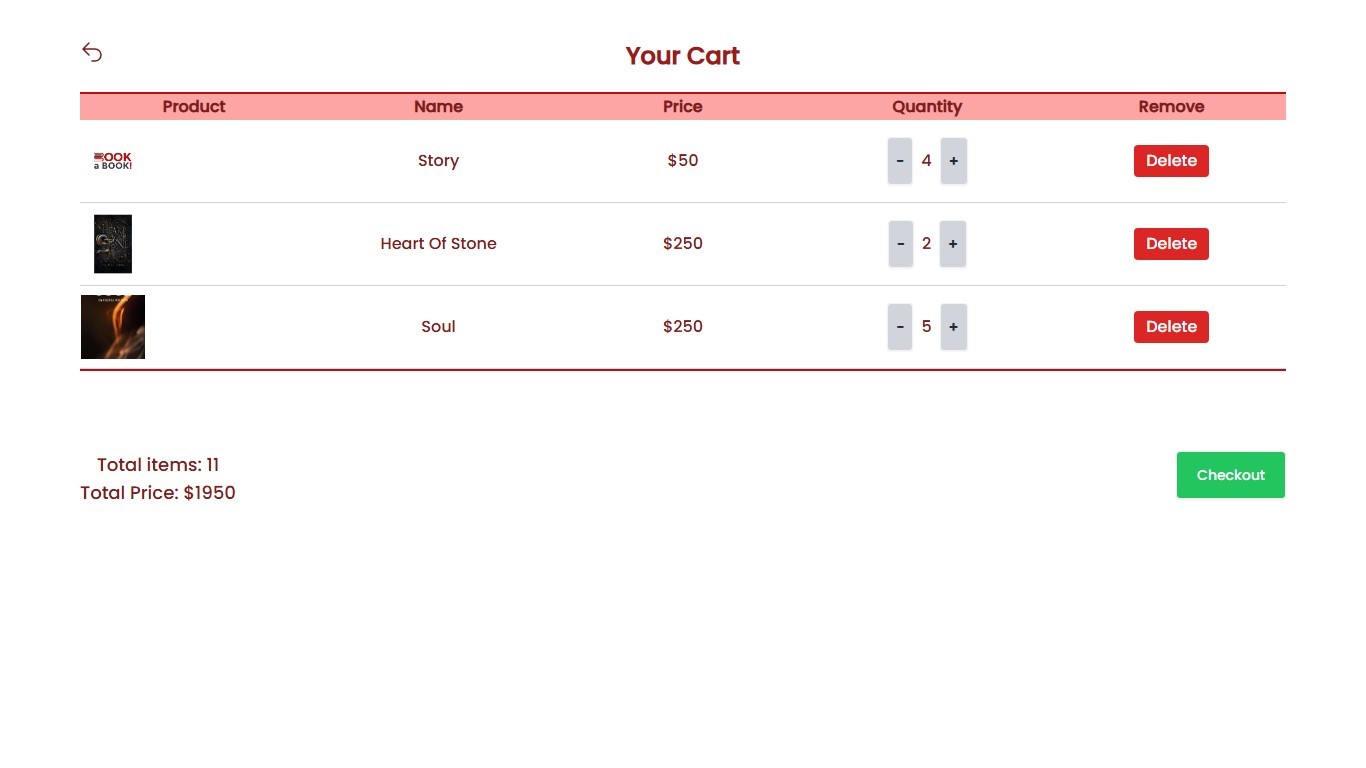 Your Cart
Product Name Price Quantity Remove
BOOK
a BOOK!
Story $50 - 4 + Delete
Heart Of Stone $250 - 2 + Delete
Soul $250 - 5 + Delete
Total items: 11
Total Price: $1950
Checkout